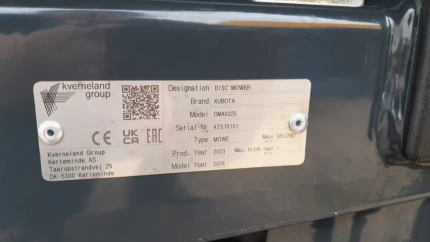 kverneland
group
CE UK CA EAC
Kverneland Group
Kerteminde AS
Taarupstrandvej 25
DK-5300 Kerteminde
Designation DISC MOWER
Brand KUBOTA
Model DM4032S
Serial-Nr KT519151
Type MOWE
Prod. Year 2023
Model Year 2024